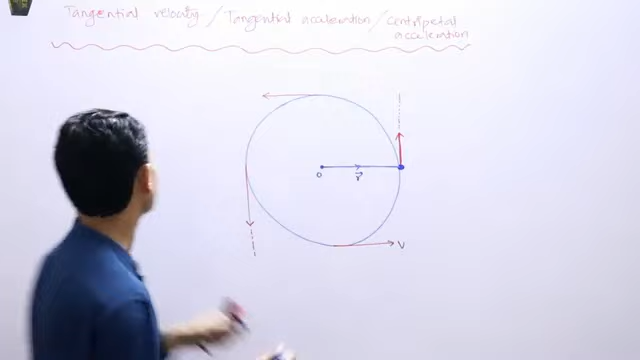 Tangential velocity / Tangential acceleration / Centripetal
acceleration
O
r
V